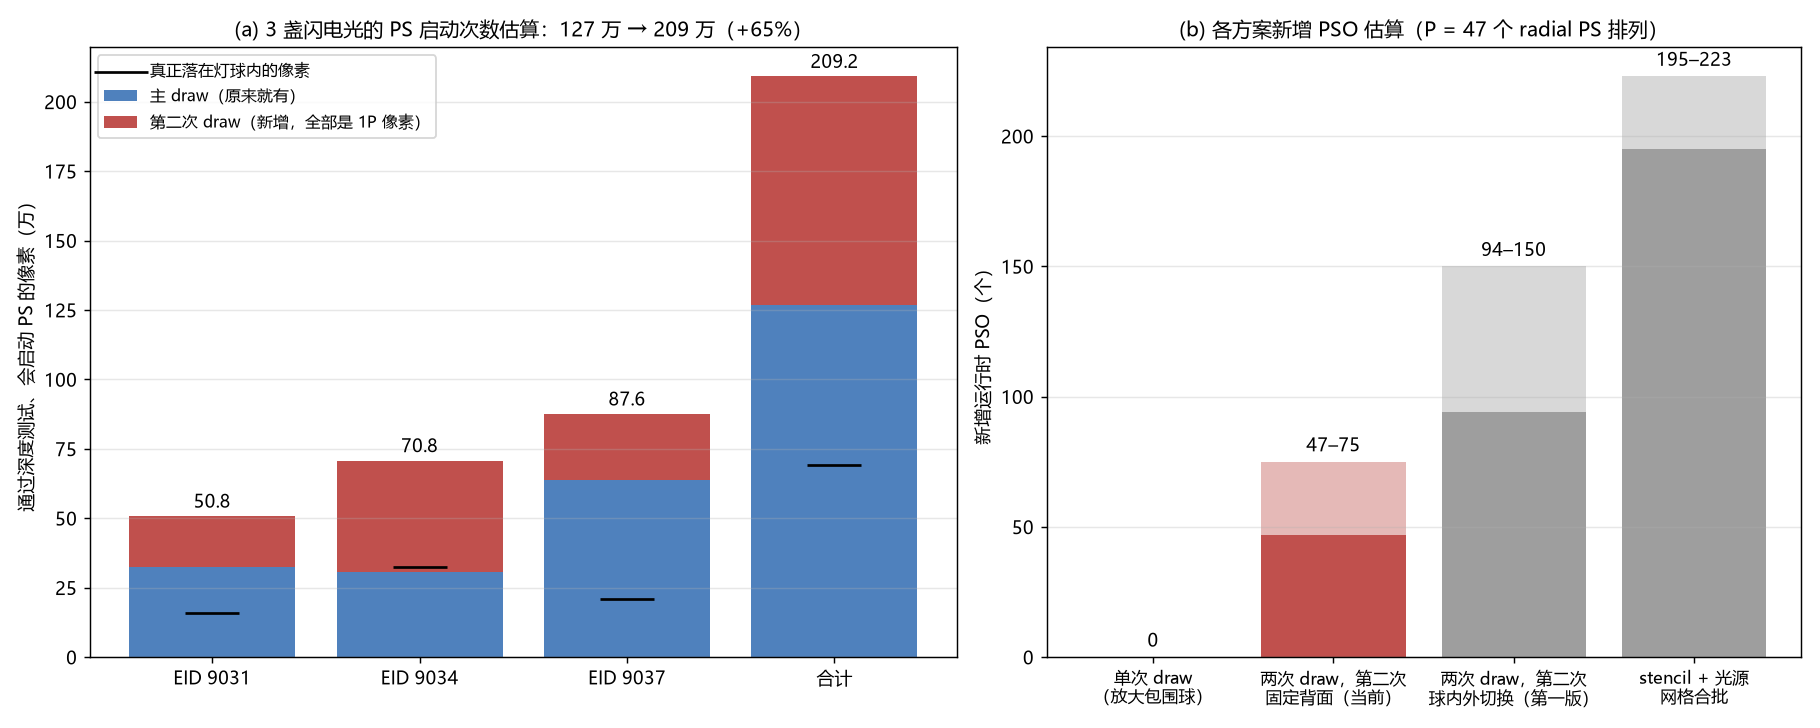 (a) 3 盏闪电光的 PS 启动次数估算：127 万 → 209 万（+65%）
真正落在灯球内的像素
主 draw（原来就有）
第二次 draw（新增，全部是 1P 像素）
通过深度测试、会启动 PS 的像素（万）
200
175
150
125
100
75
50
25
0
50.8
70.8
87.6
209.2
EID 9031
EID 9034
EID 9037
合计
(b) 各方案新增 PSO 估算（P = 47 个 radial PS 排列）
新增运行时 PSO（个）
200
150
100
50
0
0
47–75
94–150
195–223
单次 draw
（放大包围球）
两次 draw，第二次
固定背面（当前）
两次 draw，第二次
球内外切换（第一版）
stencil + 光源
网格合批